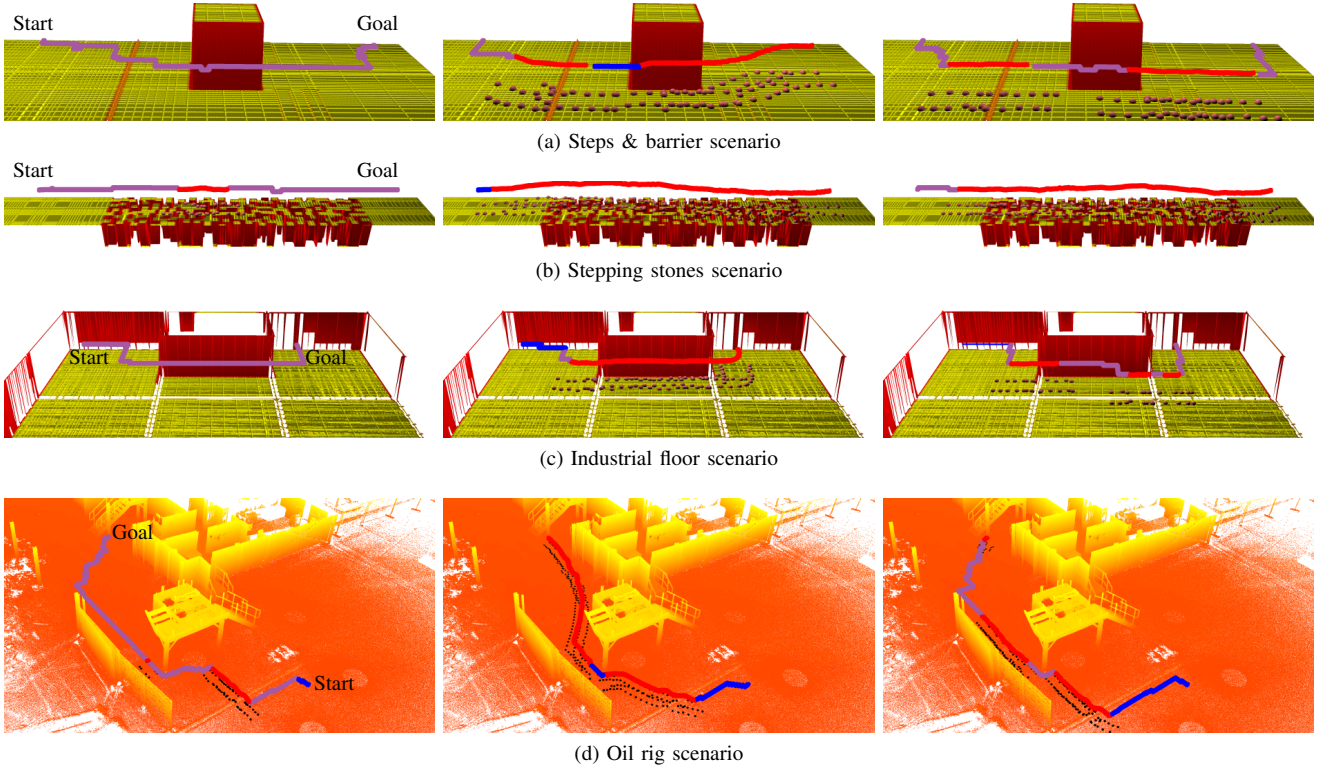 Start
Goal
(a) Steps & barrier scenario
Start
Goal
(b) Stepping stones scenario
Start
Goal
(c) Industrial floor scenario
Goal
Start
(d) Oil rig scenario